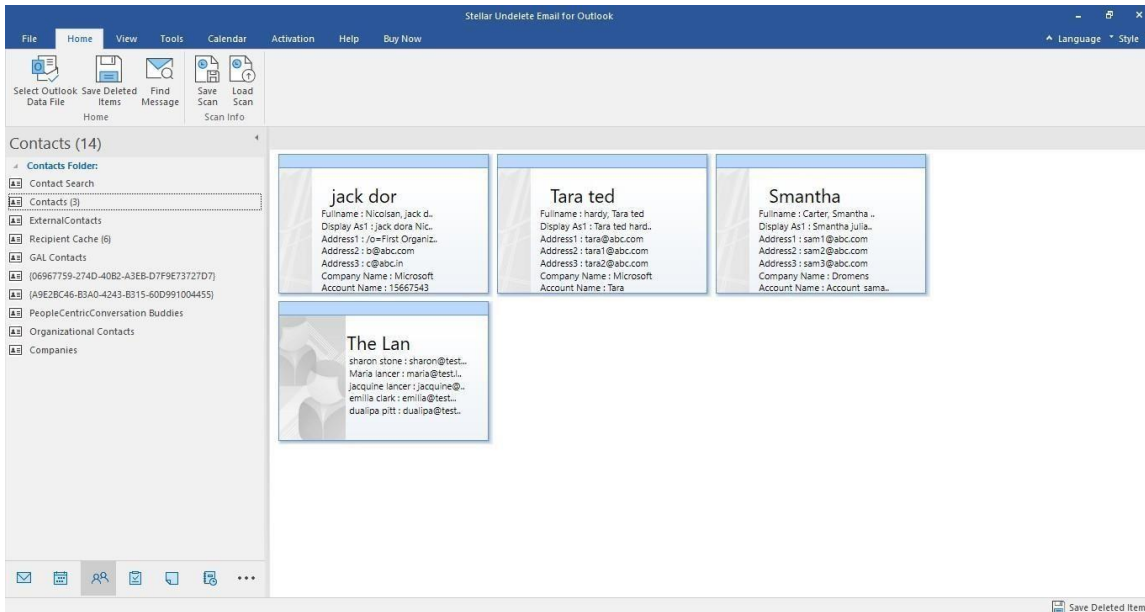 Stellar Undelete Email for Outlook
File Home View Tools Calendar Activation Help Buy Now
Language Style
Select Outlook Data File
Save Deleted Items
Find Message
Save Scan
Load Scan
Home
Scan Info
Contacts (14)
Contacts Folder:
Contact Search
Contacts (3)
ExternalContacts
Recipient Cache (6)
GAL Contacts
{06967759-274D-40B2-A3EB-D7F9E73727D7}
{A9E2BC46-B3A0-4243-B315-60D991004455}
PeopleCentricConversation Buddies
Organizational Contacts
Companies
jack dor
Fullname : Nicolsan, jack d..
Display As1 : jack dora Nic..
Address1 : /o=First Organiz..
Address2 : b@abc.com
Address3 : c@abc.in
Company Name : Microsoft
Account Name : 15667543
Tara ted
Fullname : hardy, Tara ted
Display As1 : Tara ted hard..
Address1 : tara@abc.com
Address2 : tara1@abc.com
Address3 : tara2@abc.com
Company Name : Microsoft
Account Name : Tara
Smantha
Fullname : Carter, Smantha ..
Display As1 : Smantha julia..
Address1 : sam1@abc.com
Address2 : sam2@abc.com
Address3 : sam3@abc.com
Company Name : Dromens
Account Name : Account sama..
The Lan
sharon stone : sharon@test...
Maria lancer : maria@test.l..
jacquine lancer : jacquine@..
emilia clark : emilia@test...
dualipa pitt : dualipa@test..
Save Deleted Item